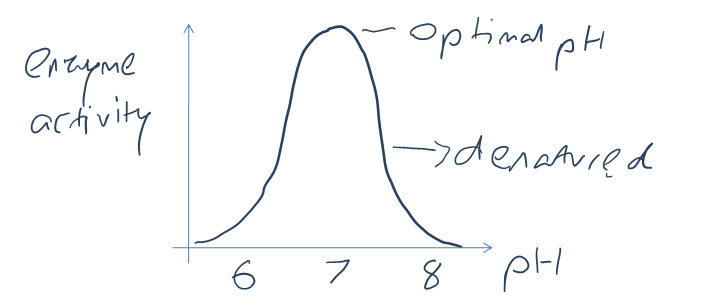 enzyme
activity
optimal pH
denatured
6 7 8 pH